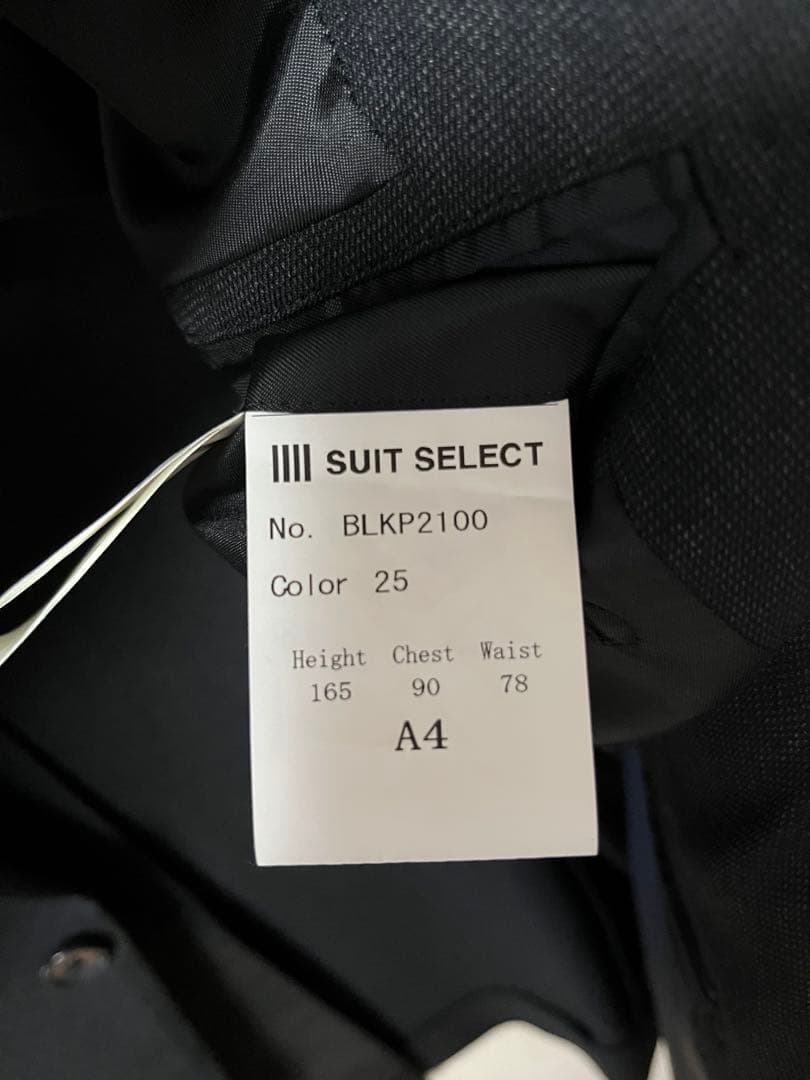 SUIT SELECT
No. BLKP2100
Color 25
Height Chest Waist
165 90 78
A4